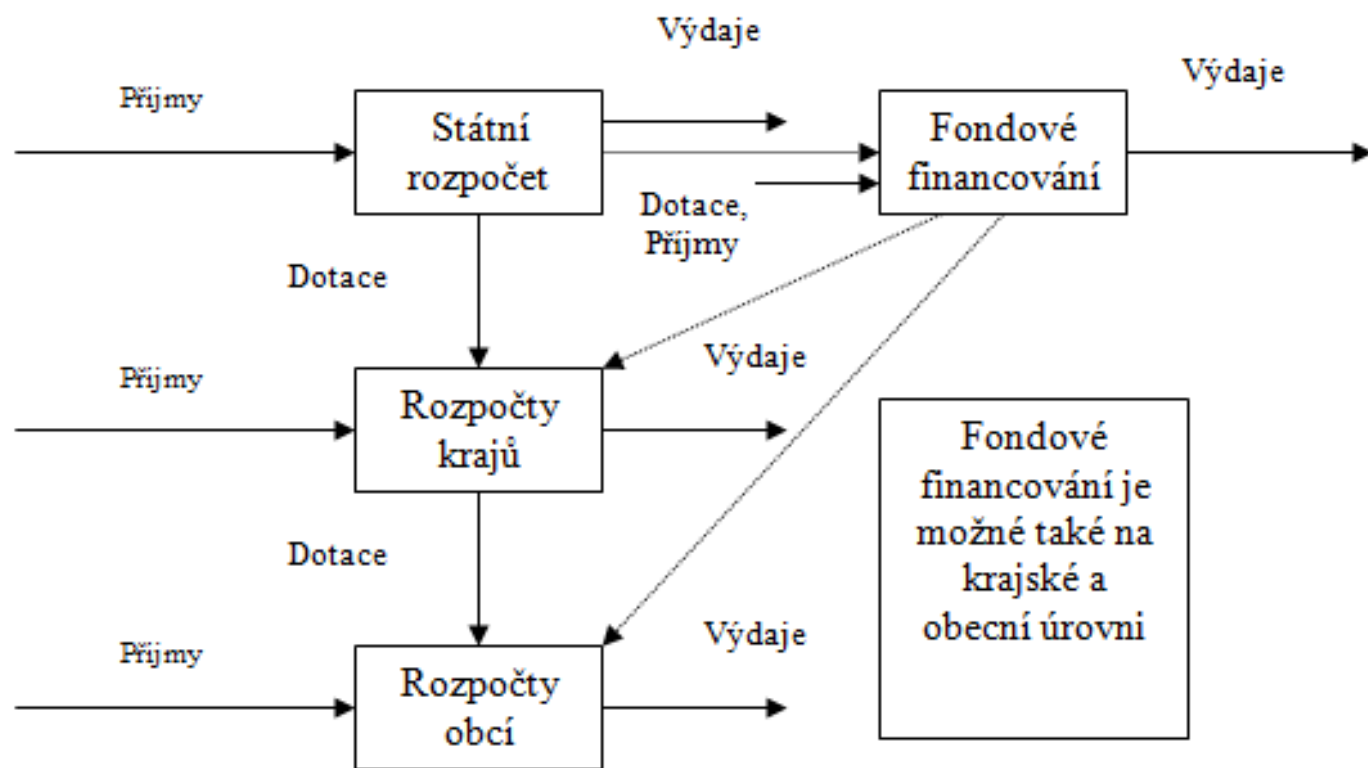 Výdaje
Výdaje
Příjmy
Státní
rozpočet
Fondové
financování
Dotace,
Příjmy
Dotace
Výdaje
Příjmy
Rozpočty
krajů
Fondové
financování je
možné také na
krajské a
obecní úrovni
Dotace
Výdaje
Příjmy
Rozpočty
obcí